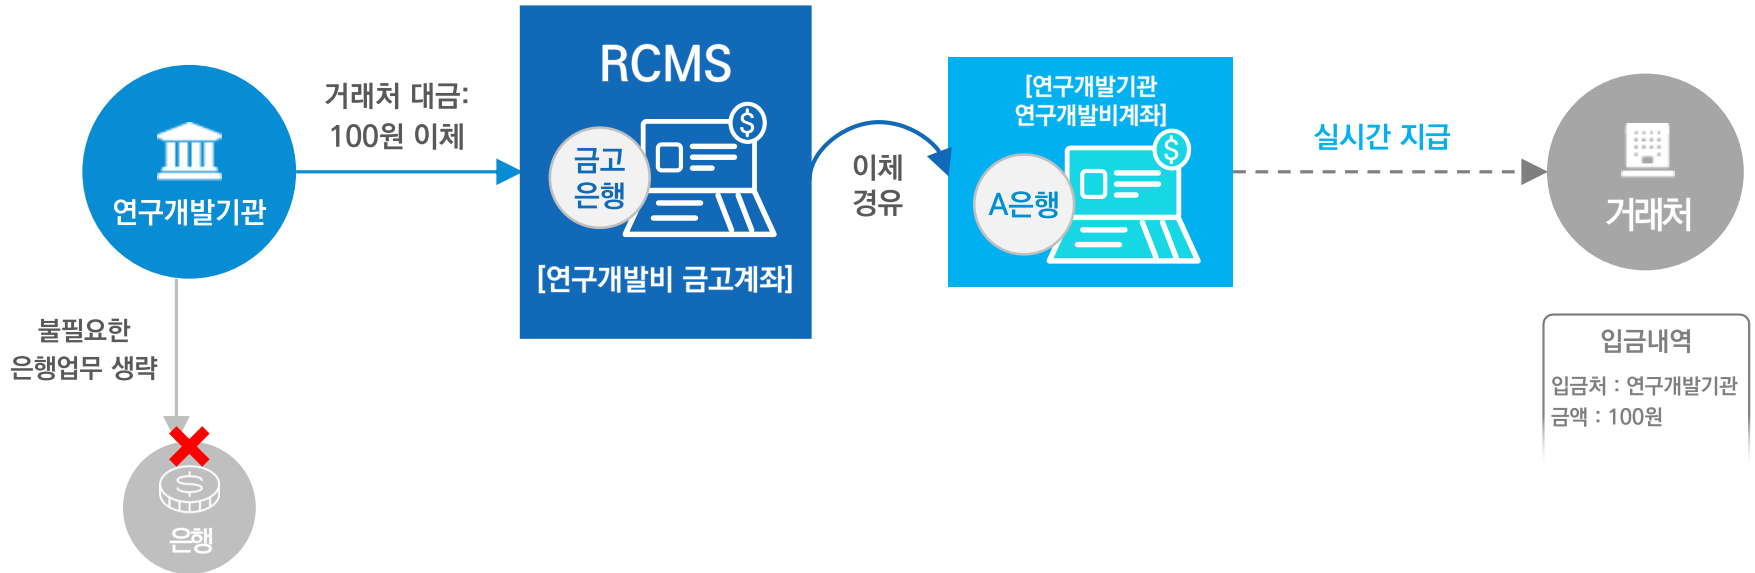 연구개발기관
거래처 대금:
100원 이체
RCMS
금고
은행
[연구개발비 금고계좌]
이체
경유
[연구개발기관
연구개발비계좌]
A은행
실시간 지급
거래처
불필요한
은행업무 생략
은행
입금내역
입금처 : 연구개발기관
금액 : 100원